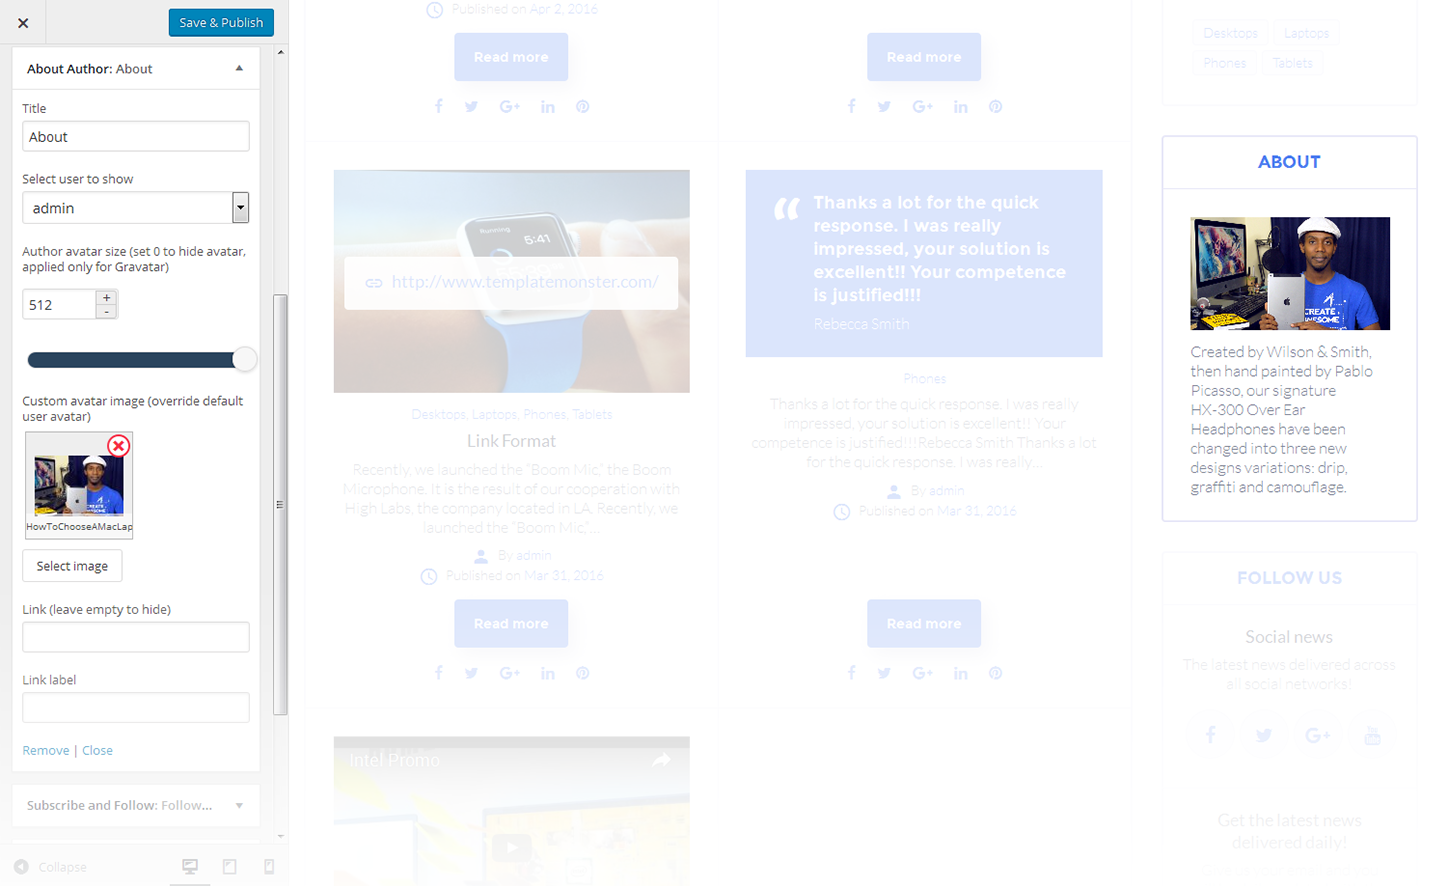 Save & Publish
About Author: About
Title
About
Select user to show
admin
Author avatar size (set 0 to hide avatar,
applied only for Gravatar)
512
+
-
Custom avatar image (override default
user avatar)
HowToChooseAMacLap
Select image
Link (leave empty to hide)
Link label
Remove | Close
Subscribe and Follow: Follow...
Collapse
Published on Apr 2, 2016
Read more
Running
5:41
http://www.templatemonster.com/
Desktops, Laptops, Phones, Tablets
Link Format
Recently, we launched the “Boom Mic,” the Boom
Microphone. It is the result of our cooperation with
High Labs, the company located in LA. Recently, we
launched the “Boom Mic,”…
By admin
Published on Mar 31, 2016
Read more
Intel Promo
Read more
“ Thanks a lot for the quick
response. I was really
impressed, your solution is
excellent!! Your competence
is justified!!!
Rebecca Smith
Phones
Thanks a lot for the quick response. I was really
impressed, your solution is excellent!! Your
competence is justified!!!Rebecca Smith Thanks a lot
for the quick response. I was really…
By admin
Published on Mar 31, 2016
Read more
Desktops
Laptops
Phones
Tablets
ABOUT
CREATE
AWESOME
Created by Wilson & Smith,
then hand painted by Pablo
Picasso, our signature
HX-300 Over Ear
Headphones have been
changed into three new
designs variations: drip,
graffiti and camouflage.
FOLLOW US
Social news
The latest news delivered across
all social networks!
Get the latest news
delivered daily!